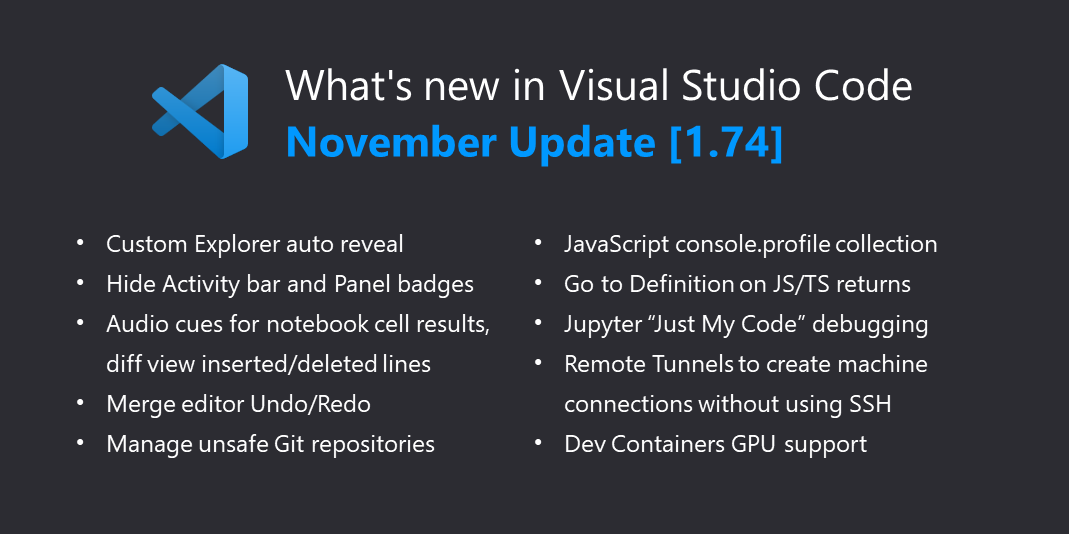 What's new in Visual Studio Code
November Update [1.74]
• Custom Explorer auto reveal
• Hide Activity bar and Panel badges
• Audio cues for notebook cell results,
diff view inserted/deleted lines
• Merge editor Undo/Redo
• Manage unsafe Git repositories
• JavaScript console.profile collection
• Go to Definition on JS/TS returns
• Jupyter “Just My Code” debugging
• Remote Tunnels to create machine
connections without using SSH
• Dev Containers GPU support